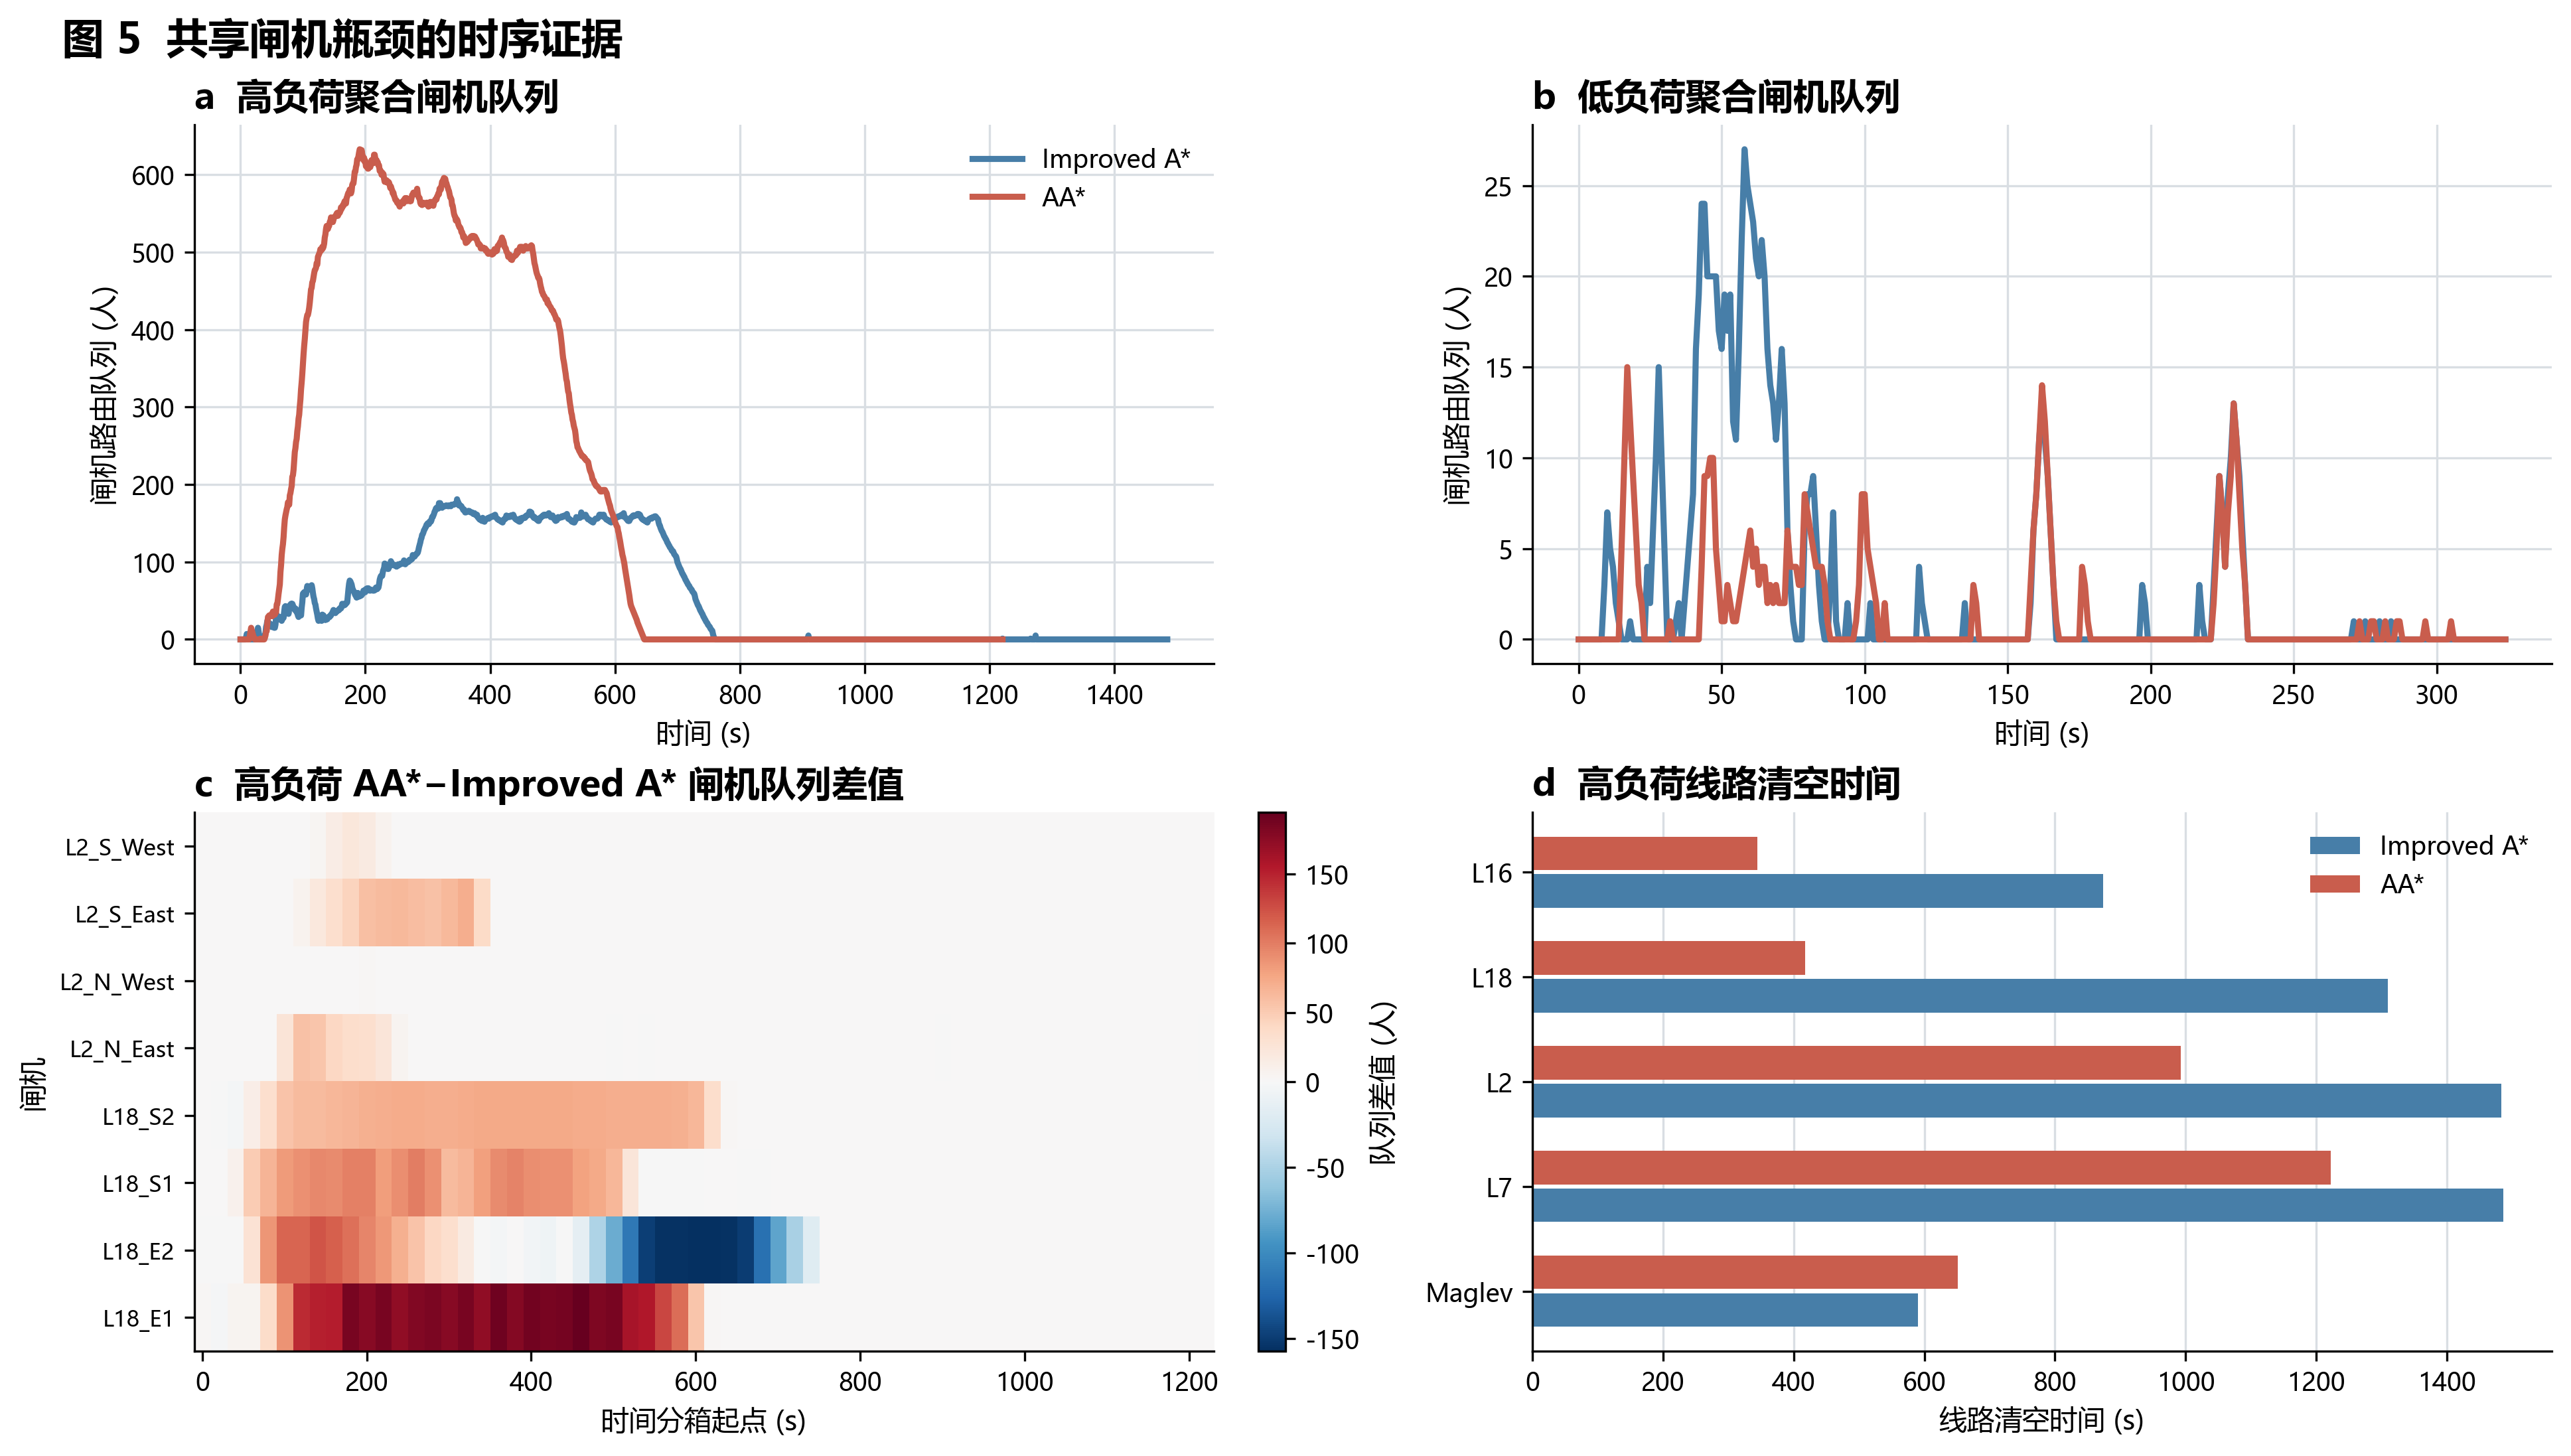 图 5 共享闸机瓶颈的时序证据
a 高负荷聚合闸机队列
闸机路由队列 (人)
600
500
400
300
200
100
0
Improved A*
AA*
0 200 400 600 800 1000 1200 1400
时间 (s)
b 低负荷聚合闸机队列
闸机路由队列 (人)
25
20
15
10
5
0
0 50 100 150 200 250 300
时间 (s)
c 高负荷 AA*−Improved A* 闸机队列差值
闸机
L2_S_West
L2_S_East
L2_N_West
L2_N_East
L18_S2
L18_S1
L18_E2
L18_E1
0 200 400 600 800 1000 1200
时间分箱起点 (s)
150
100
50
0
-50
-100
-150
队列差值 (人)
d 高负荷线路清空时间
Improved A*
AA*
L16
L18
L2
L7
Maglev
0 200 400 600 800 1000 1200 1400
线路清空时间 (s)